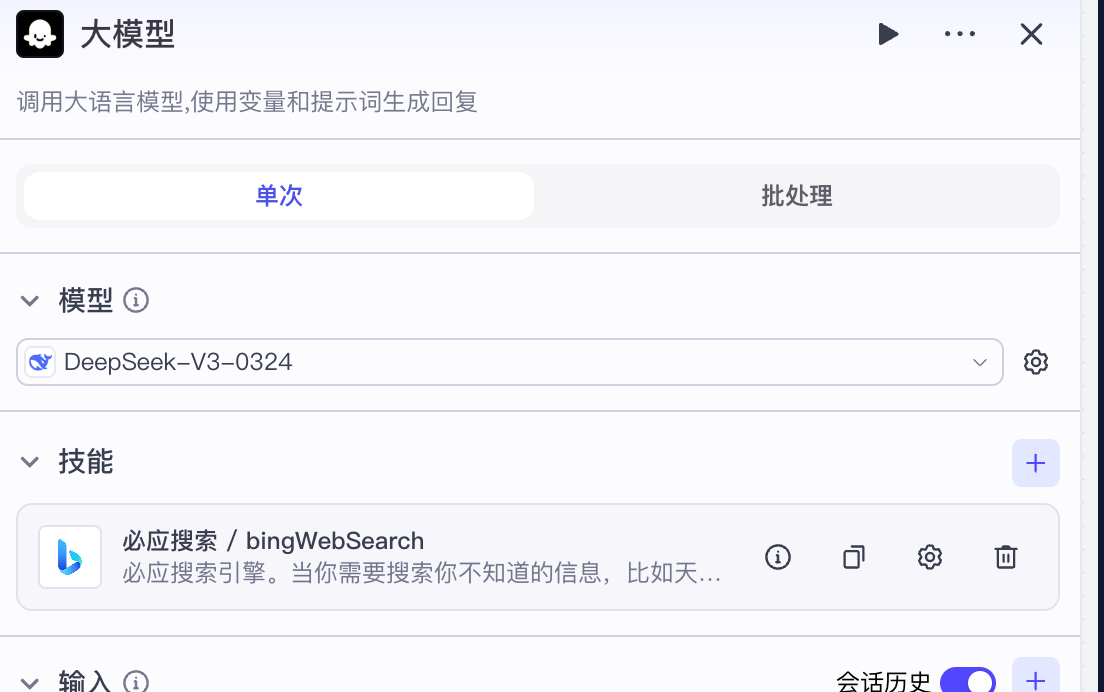 大模型
调用大语言模型,使用变量和提示词生成回复
单次 批处理
模型
DeepSeek-V3-0324
技能
必应搜索 / bingWebSearch
必应搜索引擎。当你需要搜索你不知道的信息，比如天...
输入 会话历史